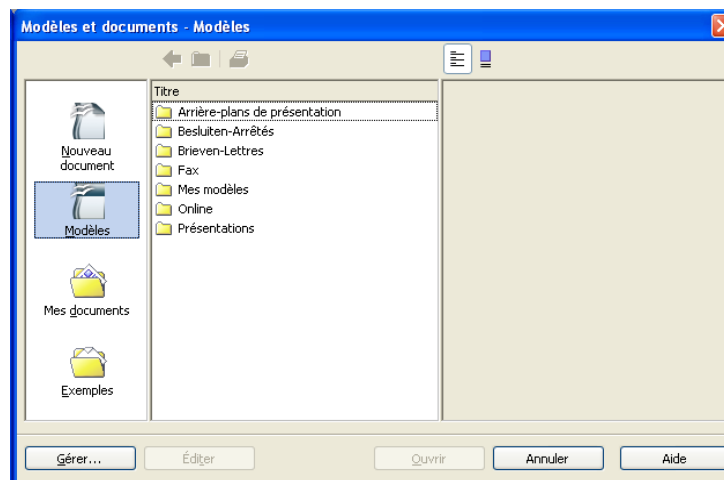 Modèles et documents - Modèles
Titre
Arrière-plans de présentation
Besluiten-Arrêtés
Brieven-Lettres
Fax
Mes modèles
Online
Présentations
Nouveau
document
Modèles
Mes documents
Exemples
Gérer...
Éditer
Ouvrir
Annuler
Aide